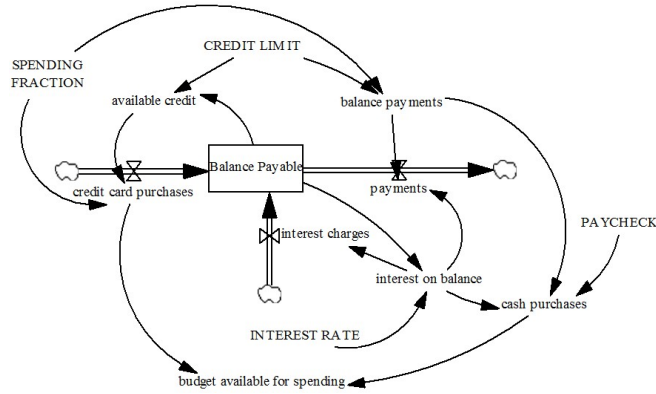 CREDIT LIMIT
SPENDING
FRACTION
available credit
balance payments
Balance Payable
credit card purchases
payments
PAYCHECK
interest charges
interest on balance
cash purchases
INTEREST RATE
budget available for spending